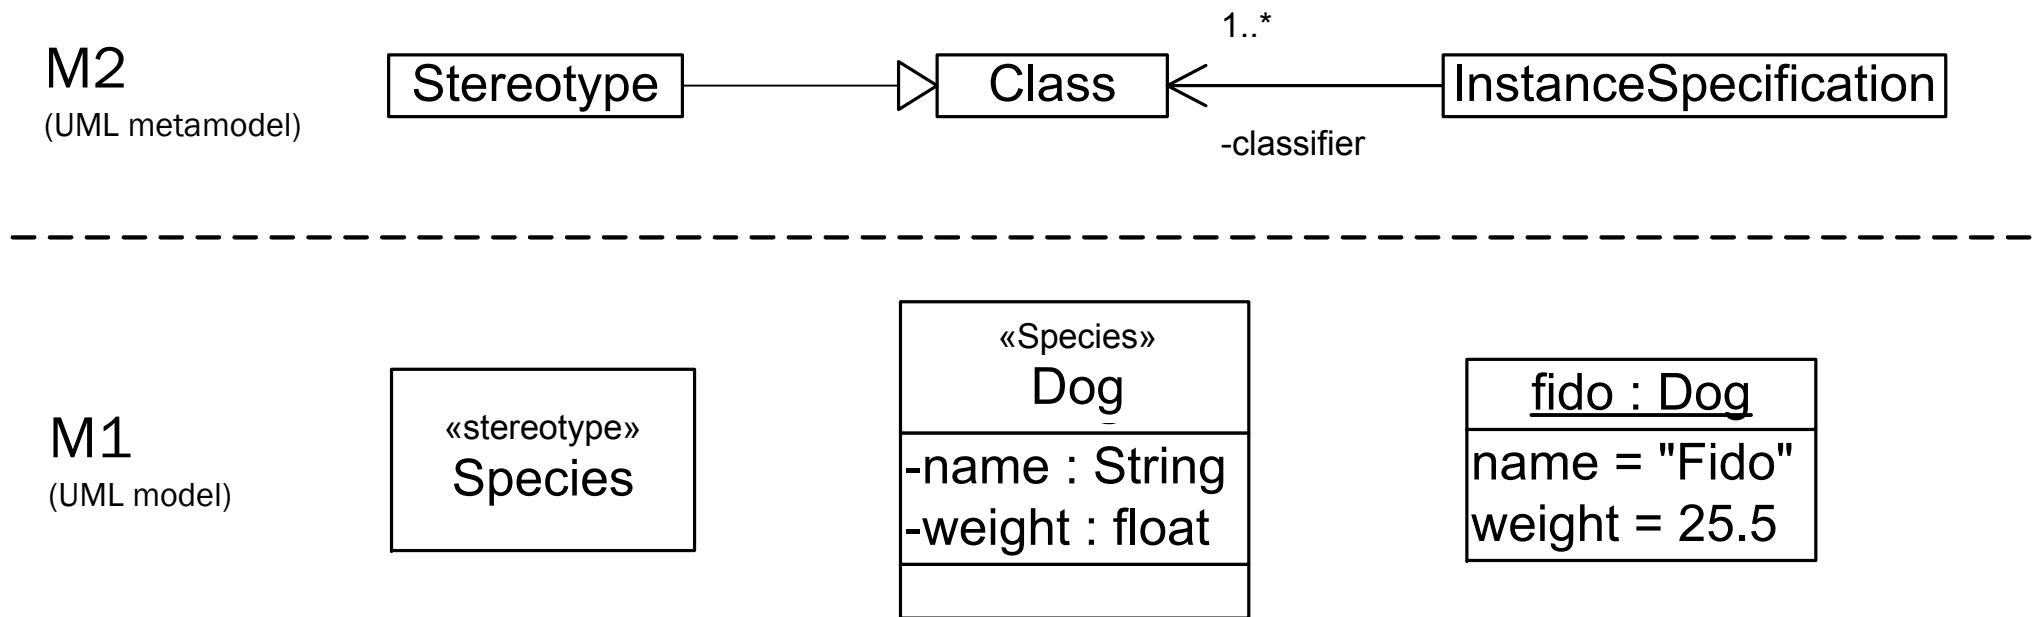 M2
(UML metamodel)
Stereotype
Class
1..*
-classifier
InstanceSpecification
M1
(UML model)
«stereotype»
Species
«Species»
Dog
-name : String
-weight : float
fido : Dog
name = "Fido"
weight = 25.5